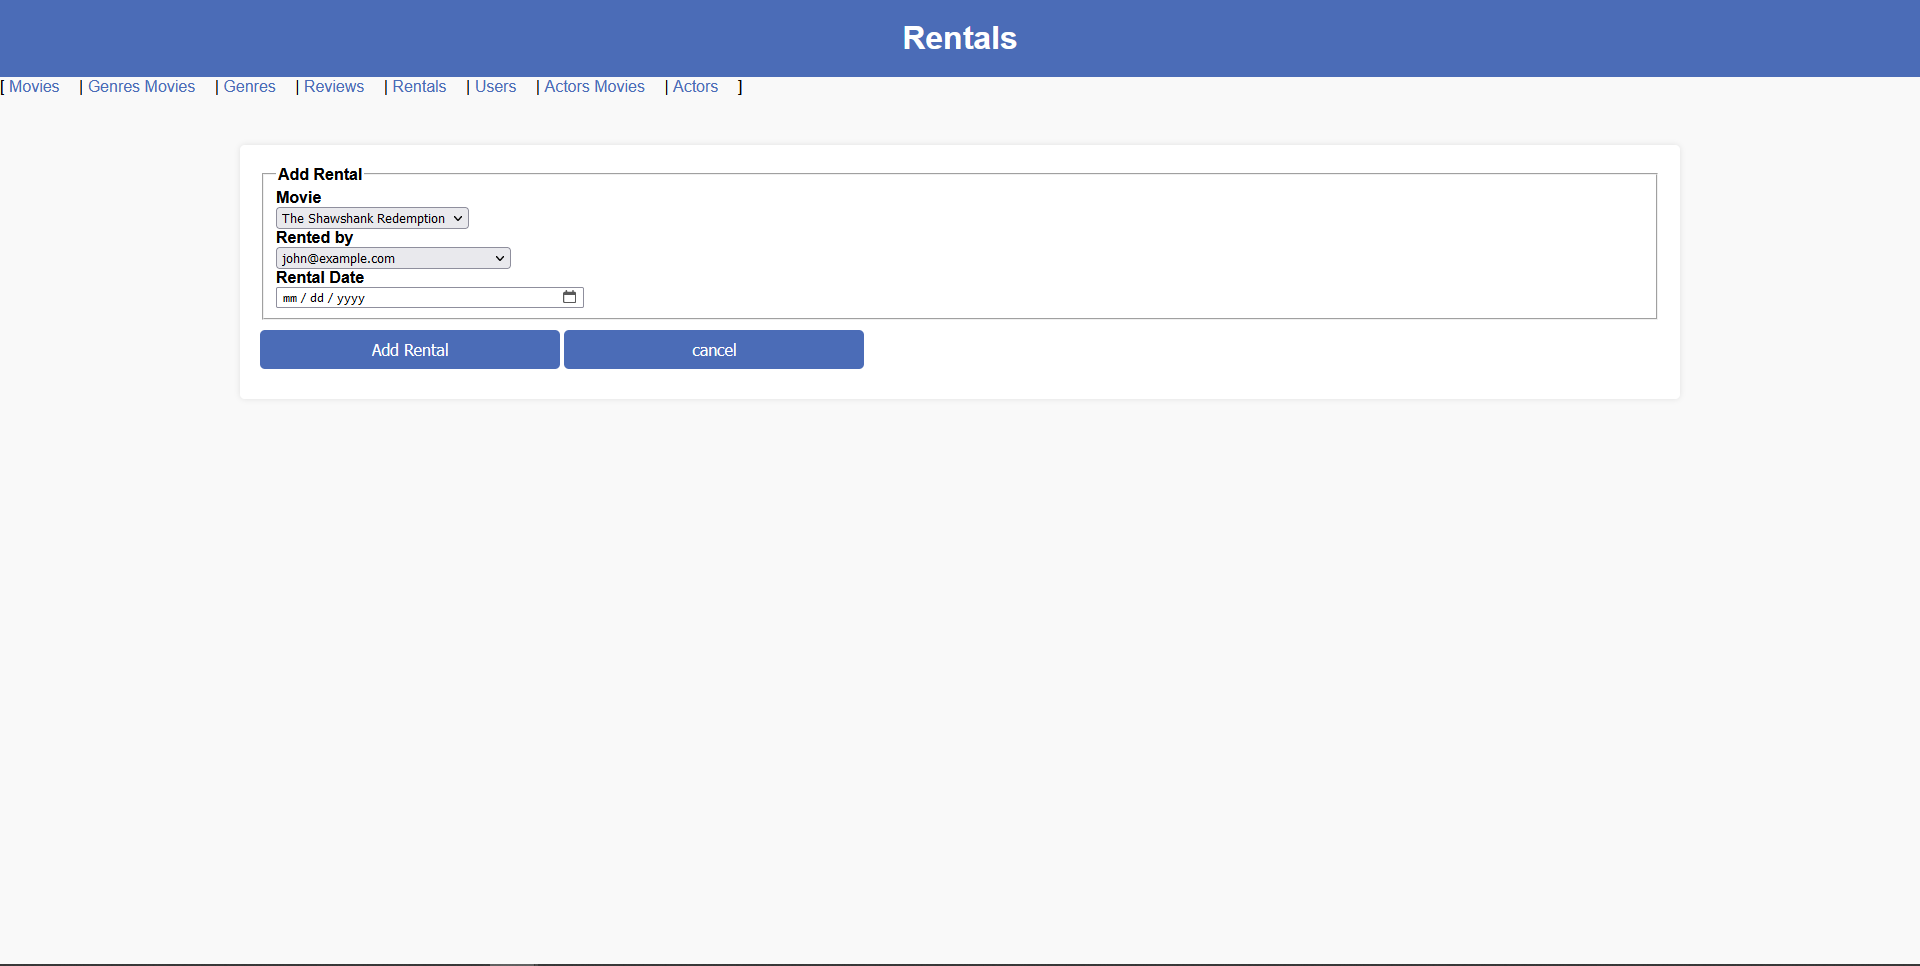 Rentals
[ Movies | Genres Movies | Genres | Reviews | Rentals | Users | Actors Movies | Actors ]
Add Rental
Movie
The Shawshank Redemption
Rented by
john@example.com
Rental Date
mm / dd / yyyy
Add Rental cancel